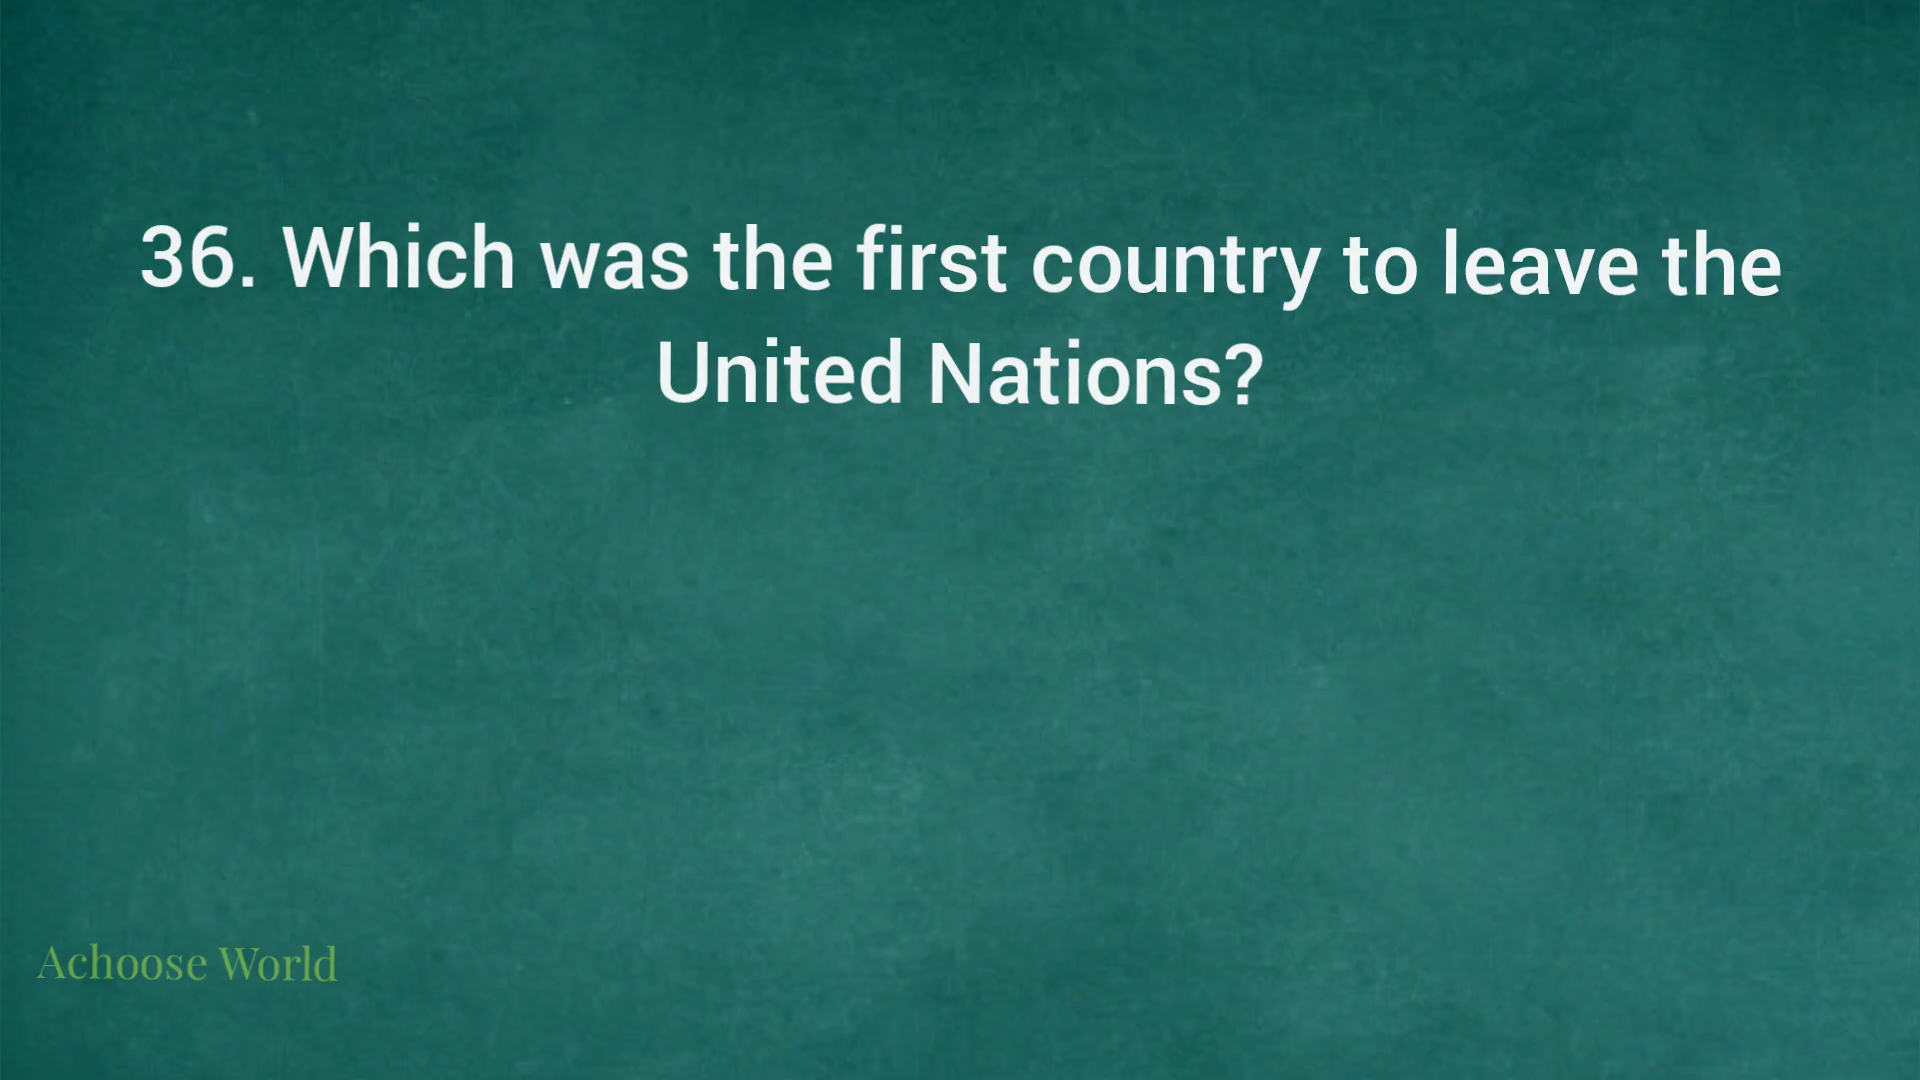 36. Which was the first country to leave the
United Nations?
Achoose World